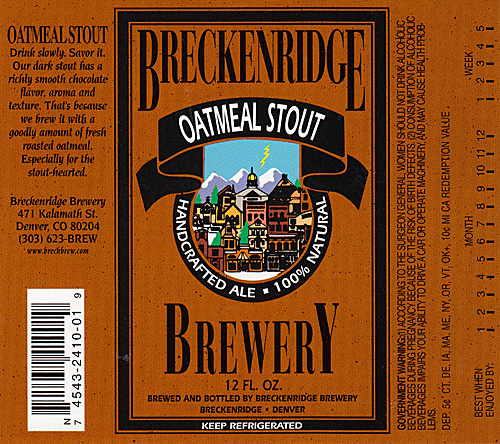 OATMEAL STOUT
Drink slowly. Savor it.
Our dark stout has a
richly smooth chocolate
flavor, aroma and
texture. That's because
we brew it with a
goodly amount of fresh
roasted oatmeal.
Especially for the
stout-hearted.
Breckenridge Brewery
471 Kalamath St.
Denver, CO 80204
(303) 623-BREW
www.breckbrew.com
N 7 4543-2410-01 9
BRECKENRIDGE
OATMEAL STOUT
HANDCRAFTED ALE • 100% NATURAL
BREWERY
12 FL. OZ.
BREWED AND BOTTLED BY BRECKENRIDGE BREWERY
BRECKENRIDGE • DENVER
KEEP REFRIGERATED
GOVERNMENT WARNING:(1) ACCORDING TO THE SURGEON GENERAL, WOMEN SHOULD NOT DRINK ALCOHOLIC
BEVERAGES DURING PREGNANCY BECAUSE OF THE RISK OF BIRTH DEFECTS. (2) CONSUMPTION OF ALCOHOLIC
BEVERAGES IMPAIRS YOUR ABILITY TO DRIVE A CAR OR OPERATE MACHINERY, AND MAY CAUSE HEALTH PROB-
LEMS.
DEP. 5¢ CT, DE, IA, MA, ME, NY, OR, VT, OK+, 10¢ MI CA REDEMPTION VALUE
BEST WHEN
ENJOYED BY:
MONTH
1 2 3 4 5 6 7 8 9 10 11 12
WEEK
1 2 3 4 5